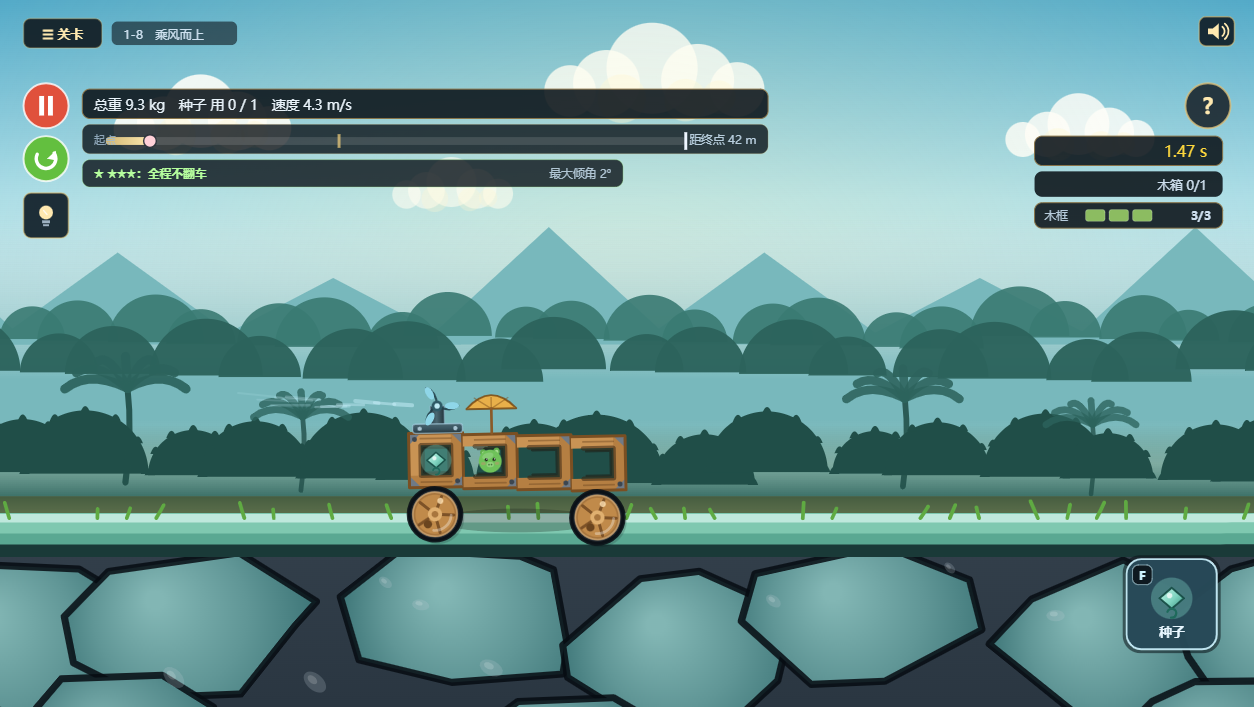 关卡
1-8 乘风而上
总重 9.3 kg 种子 用 0 / 1 速度 4.3 m/s
起点 距终点 42 m
★ ★★★: 全程不翻车 最大倾角 2°
?
1.47 s
木箱 0/1
木框 3/3
F
种子